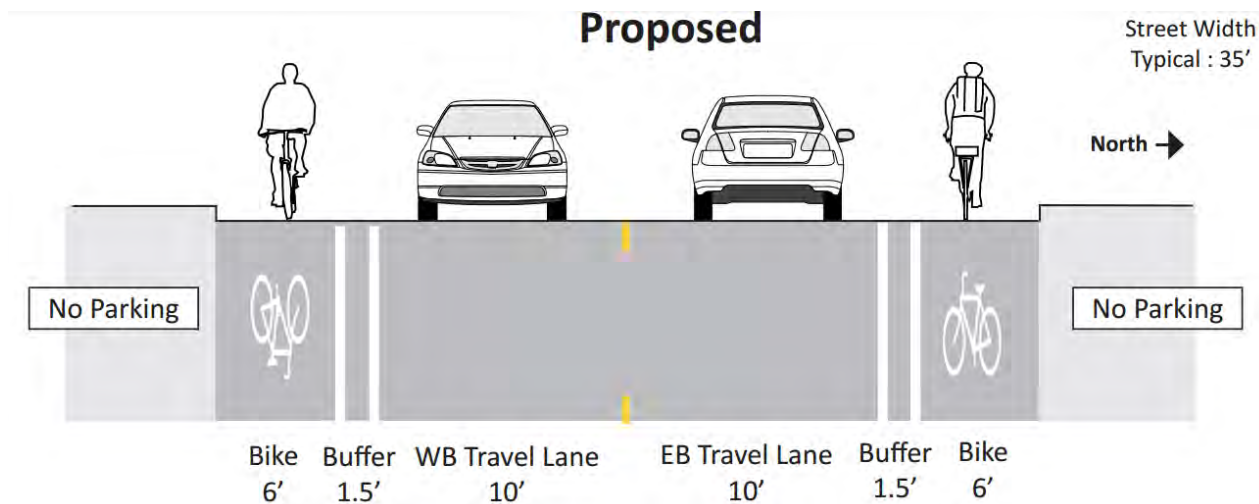 Proposed
Street Width
Typical : 35’
North
No Parking
No Parking
Bike
6’
Buffer
1.5’
WB Travel Lane
10’
EB Travel Lane
10’
Buffer
1.5’
Bike
6’